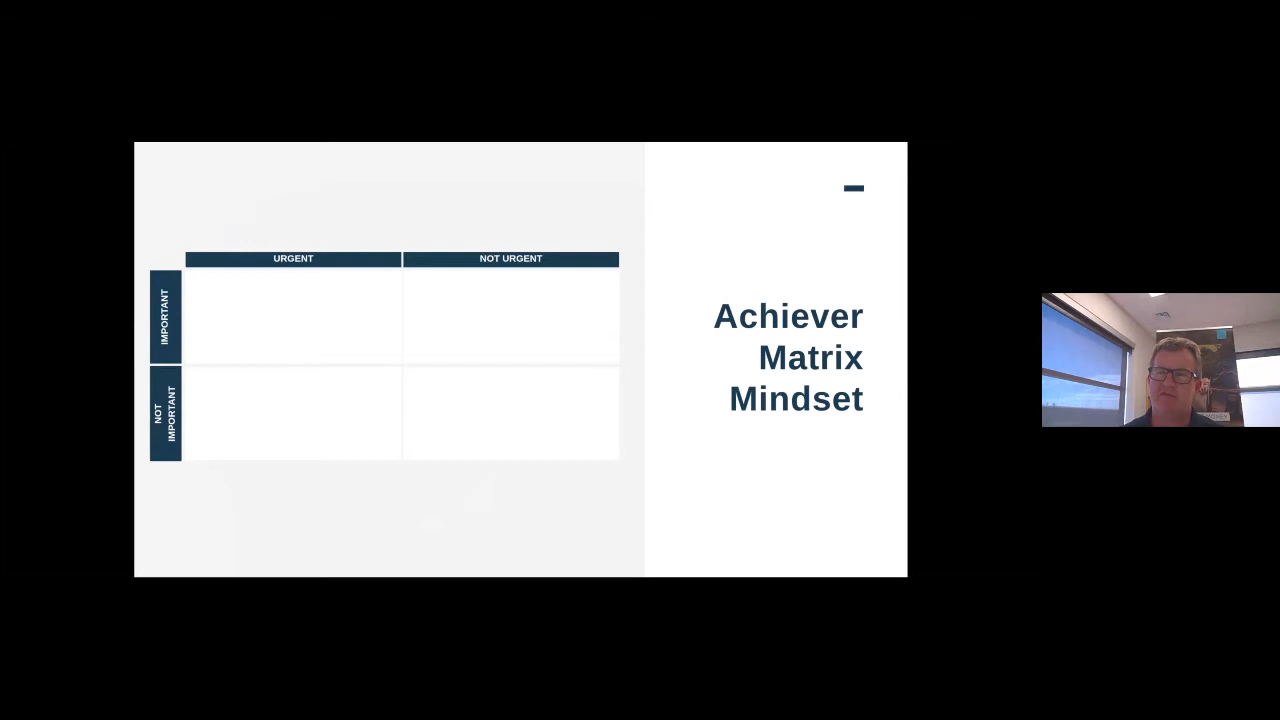 URGENT
NOT URGENT
IMPORTANT
NOT
IMPORTANT
Achiever
Matrix
Mindset